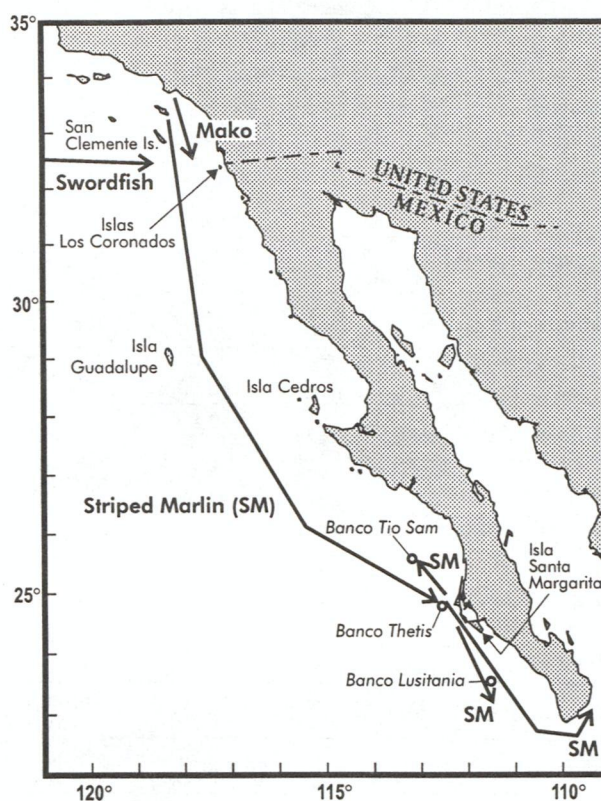 35°
San
Clemente Is.
Mako
Swordfish
Islas
Los Coronados
UNITED STATES
MEXICO
30°
Isla
Guadalupe
Isla Cedros
Striped Marlin (SM)
Banco Tio Sam
SM
Isla
Santa
Margarita
25°
Banco Thetis
Banco Lusitania
SM
SM
120°
115°
110°